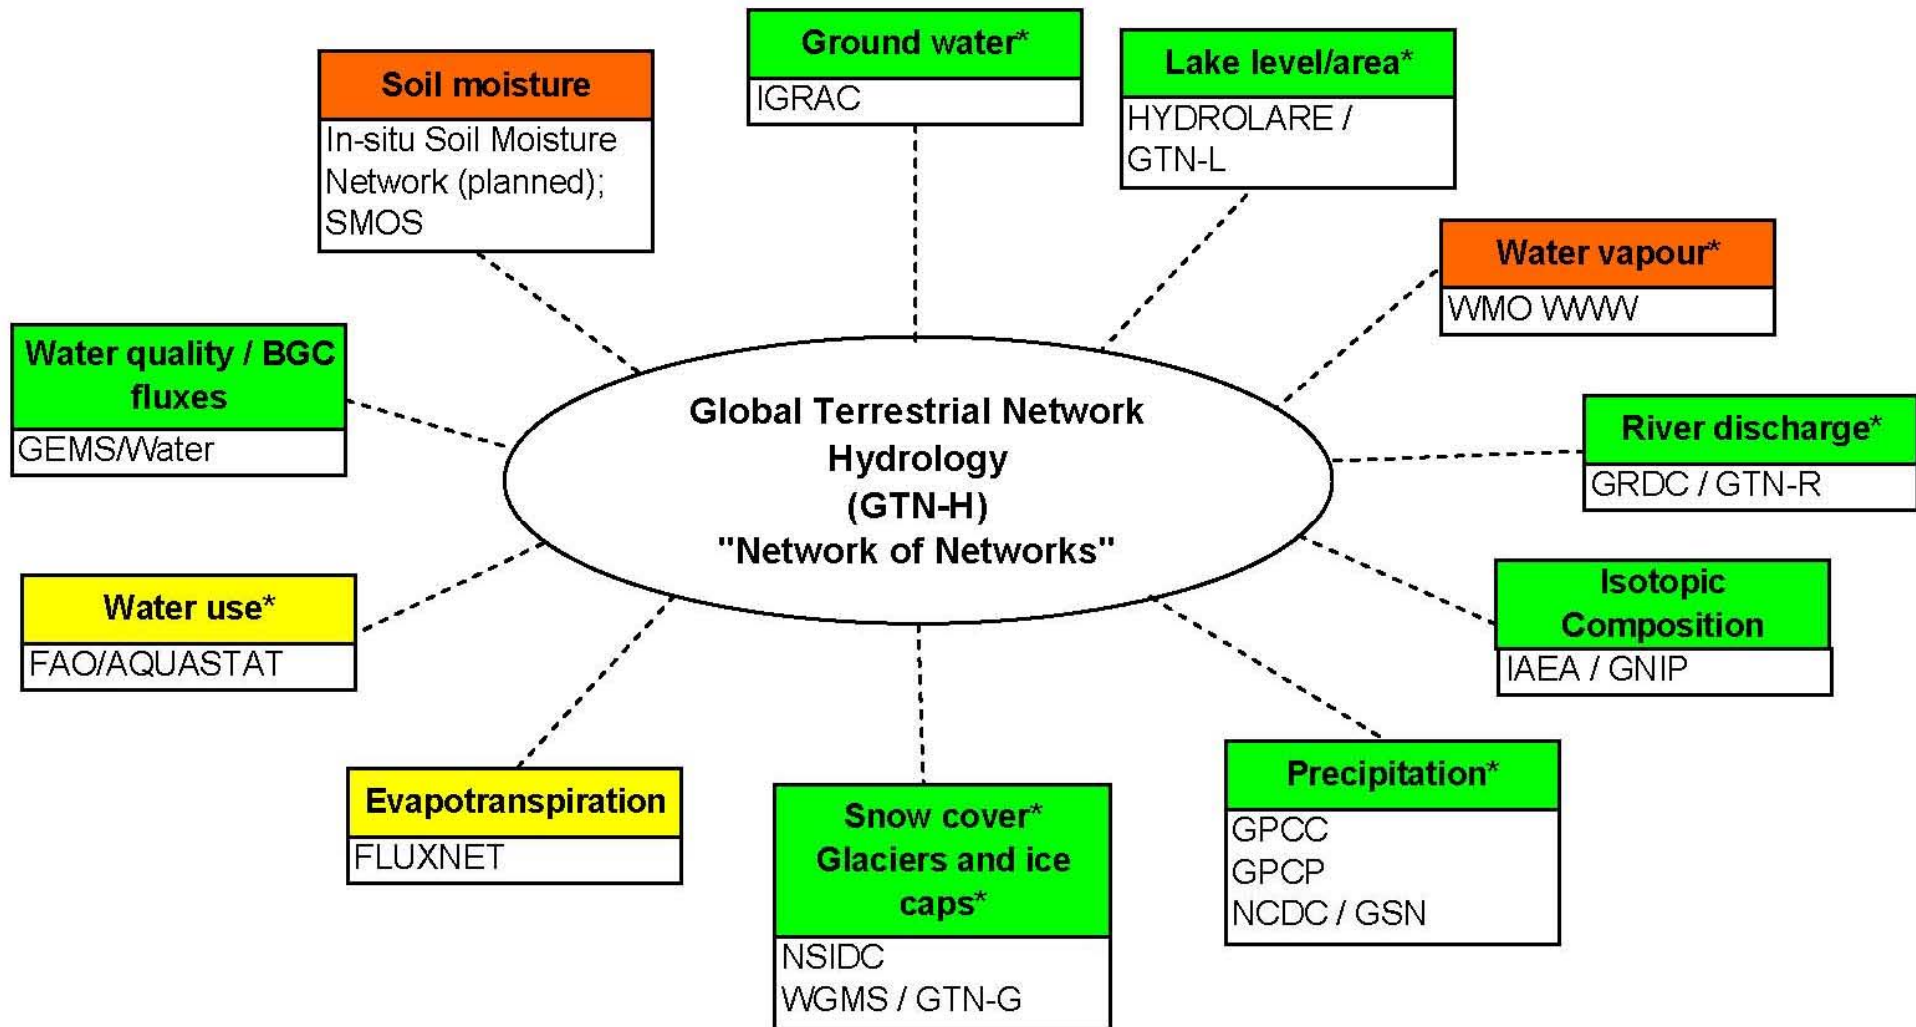 Ground water*
IGRAC
Lake level/area*
HYDROLARE /
GTN-L
Soil moisture
In-situ Soil Moisture
Network (planned);
SMOS
Water vapour*
WMO WWW
Water quality / BGC
fluxes
GEMS/Water
Global Terrestrial Network
Hydrology
(GTN-H)
"Network of Networks"
River discharge*
GRDC / GTN-R
Water use*
FAO/AQUASTAT
Isotopic
Composition
IAEA / GNIP
Evapotranspiration
FLUXNET
Snow cover*
Glaciers and ice
caps*
NSIDC
WGMS / GTN-G
Precipitation*
GPCC
GPCP
NCDC / GSN